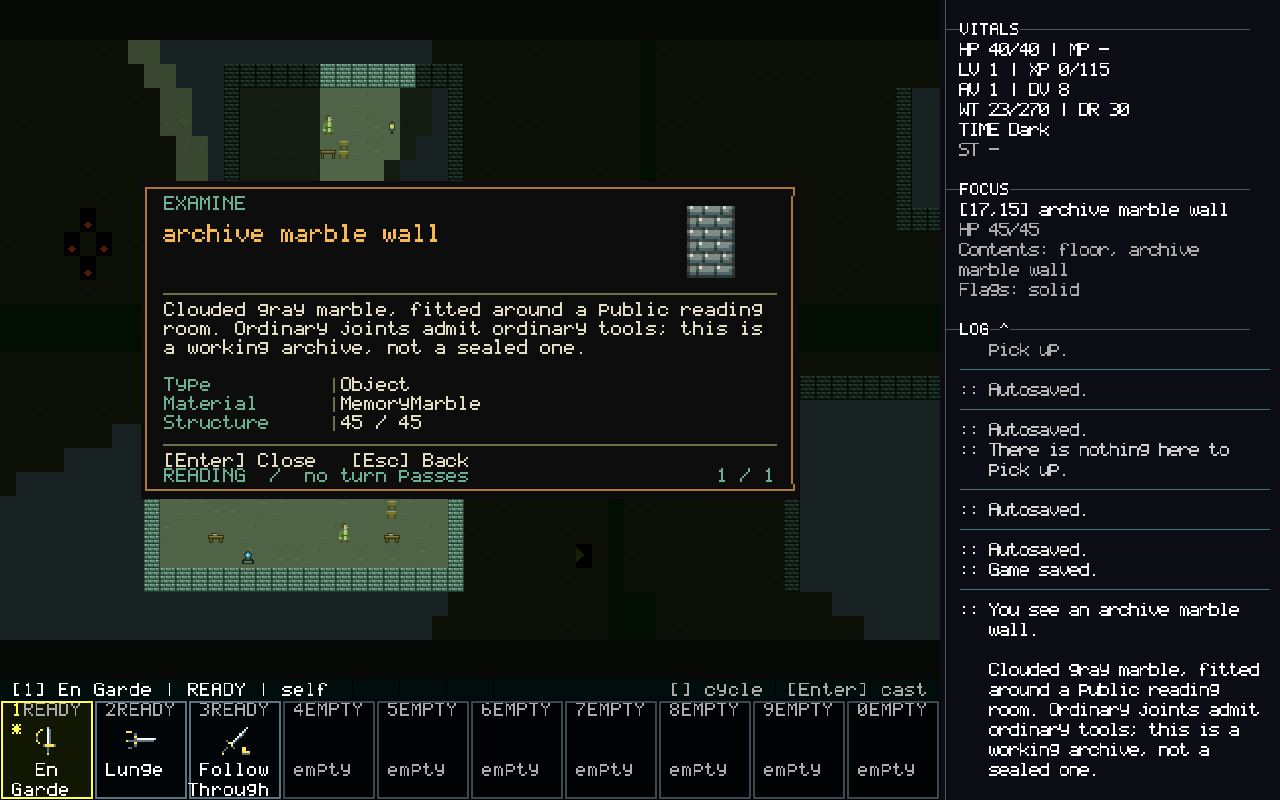 EXAMINE
archive marble wall
Clouded gray marble, fitted around a public reading
room. Ordinary joints admit ordinary tools; this is
a working archive, not a sealed one.
Type |Object
Material |MemoryMarble
Structure |45 / 45
[Enter] Close [Esc] Back
READING / no turn passes 1 / 1
[1] En Garde | READY | self
[] cycle [Enter] cast
1READY 2READY 3READY 4EMPTY 5EMPTY 6EMPTY 7EMPTY 8EMPTY 9EMPTY 0EMPTY
*
En Garde
Lunge
Follow Through
empty empty empty empty empty empty empty
VITALS
HP 40/40 | MP -
LV 1 | XP 0/115
AV 1 | DV 8
WT 23/270 | DR 30
TIME Dark
ST -
FOCUS
[17,15] archive marble wall
HP 45/45
Contents: floor, archive
marble wall
Flags: solid
LOG ^
Pick up.
:: Autosaved.
:: Autosaved.
:: There is nothing here to
Pick up.
:: Autosaved.
:: Autosaved.
:: Game saved.
:: You see an archive marble
wall.
Clouded gray marble, fitted
around a public reading
room. Ordinary joints admit
ordinary tools; this is a
working archive, not a
sealed one.